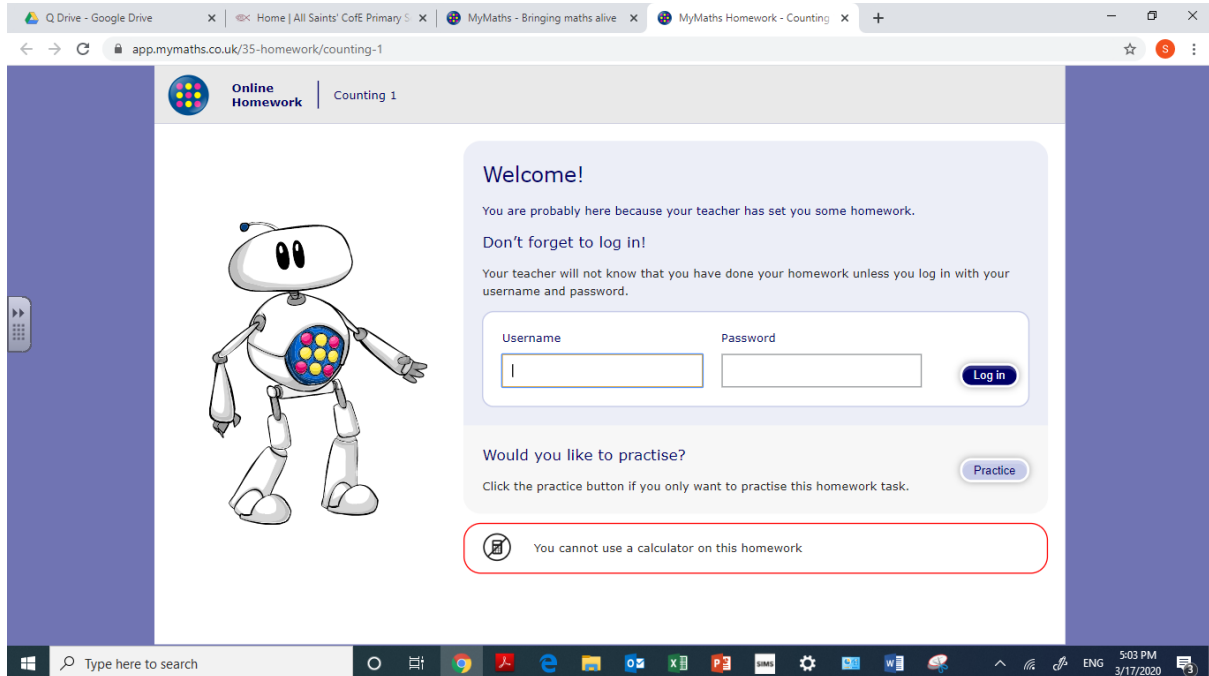 Q Drive - Google Drive
Home | All Saints' CofE Primary S
MyMaths - Bringing maths alive
MyMaths Homework - Counting
app.mymaths.co.uk/35-homework/counting-1
S
Online
Homework
Counting 1
Welcome!
You are probably here because your teacher has set you some homework.
Don't forget to log in!
Your teacher will not know that you have done your homework unless you log in with your
username and password.
Username
Password
Log in
Would you like to practise?
Practice
Click the practice button if you only want to practise this homework task.
You cannot use a calculator on this homework
Type here to search
SIMS
ENG
5:03 PM
3/17/2020
3